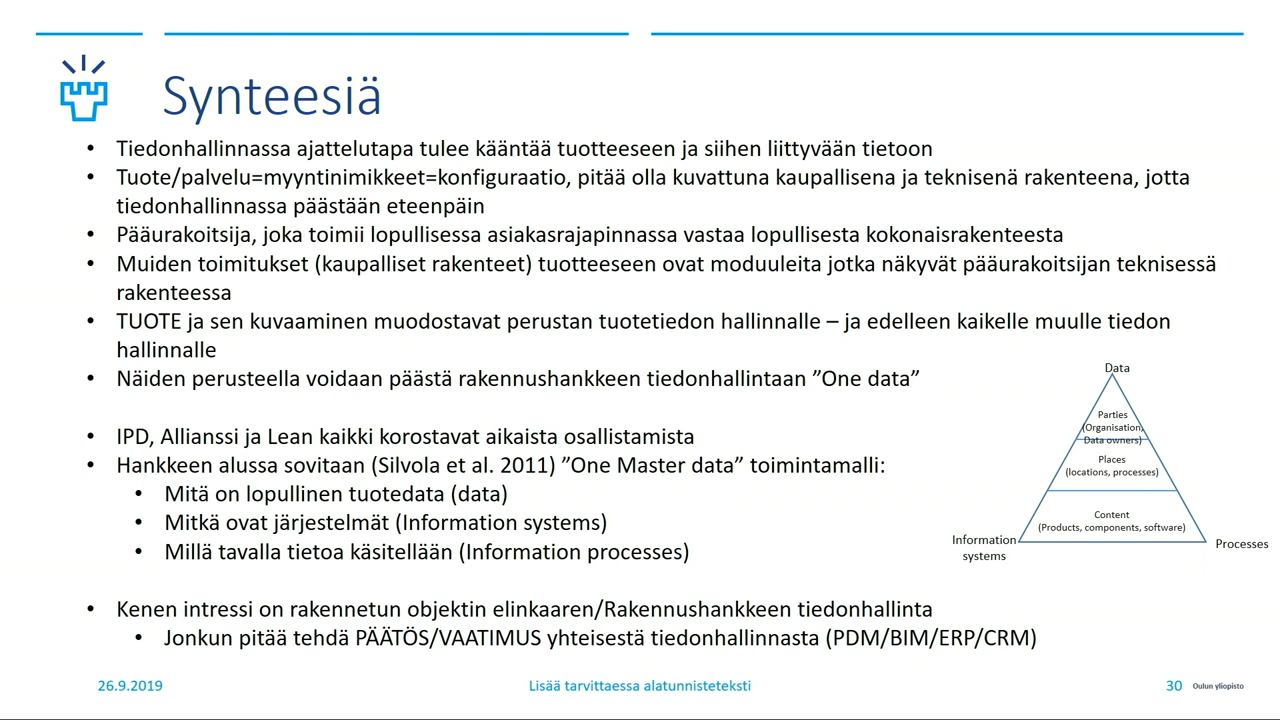 Synteesiä
• Tiedonhallinnassa ajattelutapa tulee kääntää tuotteeseen ja siihen liittyvään tietoon
• Tuote/palvelu=myyntinimikkeet=konfiguraatio, pitää olla kuvattuna kaupallisena ja teknisenä rakenteena, jotta
tiedonhallinnassa päästään eteenpäin
• Pääurakoitsija, joka toimii lopullisessa asiakasrajapinnassa vastaa lopullisesta kokonaisrakenteesta
• Muiden toimitukset (kaupalliset rakenteet) tuotteeseen ovat moduuleita jotka näkyvät pääurakoitsijan teknisessä
rakenteessa
• TUOTE ja sen kuvaaminen muodostavat perustan tuotetiedon hallinnalle – ja edelleen kaikelle muulle tiedon
hallinnalle
• Näiden perusteella voidaan päästä rakennushankkeen tiedonhallintaan ”One data”
• IPD, Allianssi ja Lean kaikki korostavat aikaista osallistamista
• Hankkeen alussa sovitaan (Silvola et al. 2011) ”One Master data” toimintamalli:
• Mitä on lopullinen tuotedata (data)
• Mitkä ovat järjestelmät (Information systems)
• Millä tavalla tietoa käsitellään (Information processes)
• Kenen intressi on rakennetun objektin elinkaaren/Rakennushankkeen tiedonhallinta
• Jonkun pitää tehdä PÄÄTÖS/VAATIMUS yhteisestä tiedonhallinnasta (PDM/BIM/ERP/CRM)
Data
Parties
(Organisation,
Data owners)
Places
(locations, processes)
Content
(Products, components, software)
Information
systems
Processes
26.9.2019
Lisää tarvittaessa alatunnisteteksti
30
Oulun yliopisto